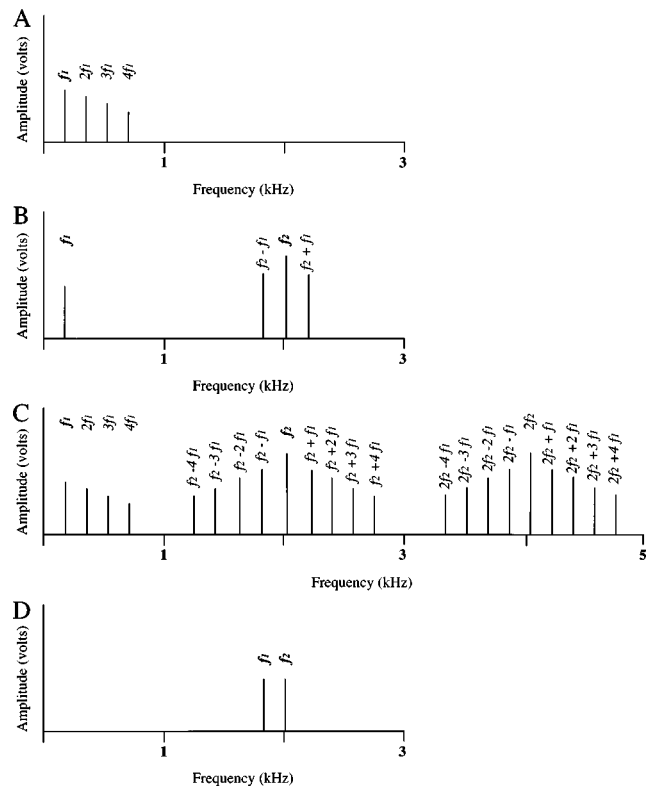 A
Amplitude (volts)
f1 2f1 3f1 4f1
1 3
Frequency (kHz)
B
Amplitude (volts)
f1 f2 - f1 f2 f2 + f1
1 3
Frequency (kHz)
C
Amplitude (volts)
f1 2f1 3f1 4f1 f2 -4 f1 f2 -3 f1 f2 -2 f1 f2 - f1 f2 f2 + f1 f2 +2 f1 f2 +3 f1 f2 +4 f1 2f2 -4 f1 2f2 -3 f1 2f2 -2 f1 2f2 - f1 2f2 2f2 + f1 2f2 +2 f1 2f2 +3 f1 2f2 +4 f1
1 3 5
Frequency (kHz)
D
Amplitude (volts)
f1 f2
1 3
Frequency (kHz)